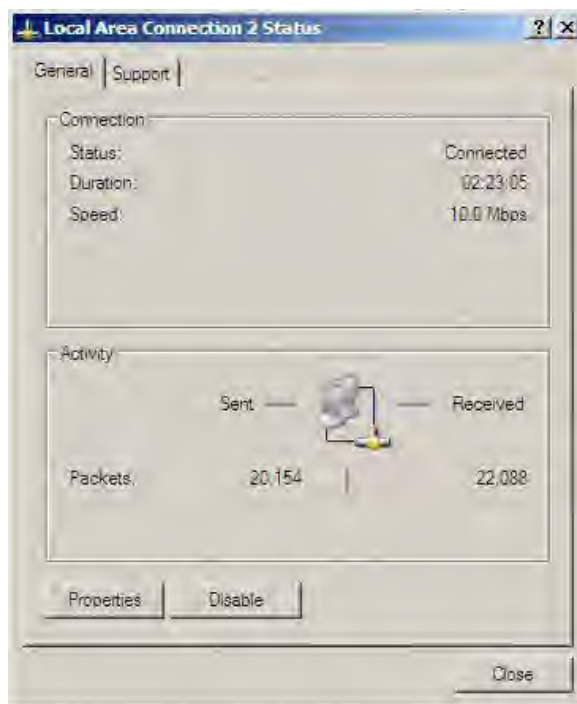 Local Area Connection 2 Status
General
Support
Connection
Status: Connected
Duration: 02:23:05
Speed: 10.0 Mbps
Activity
Sent Received
Packets: 20,154 22,088
Properties Disable
Close